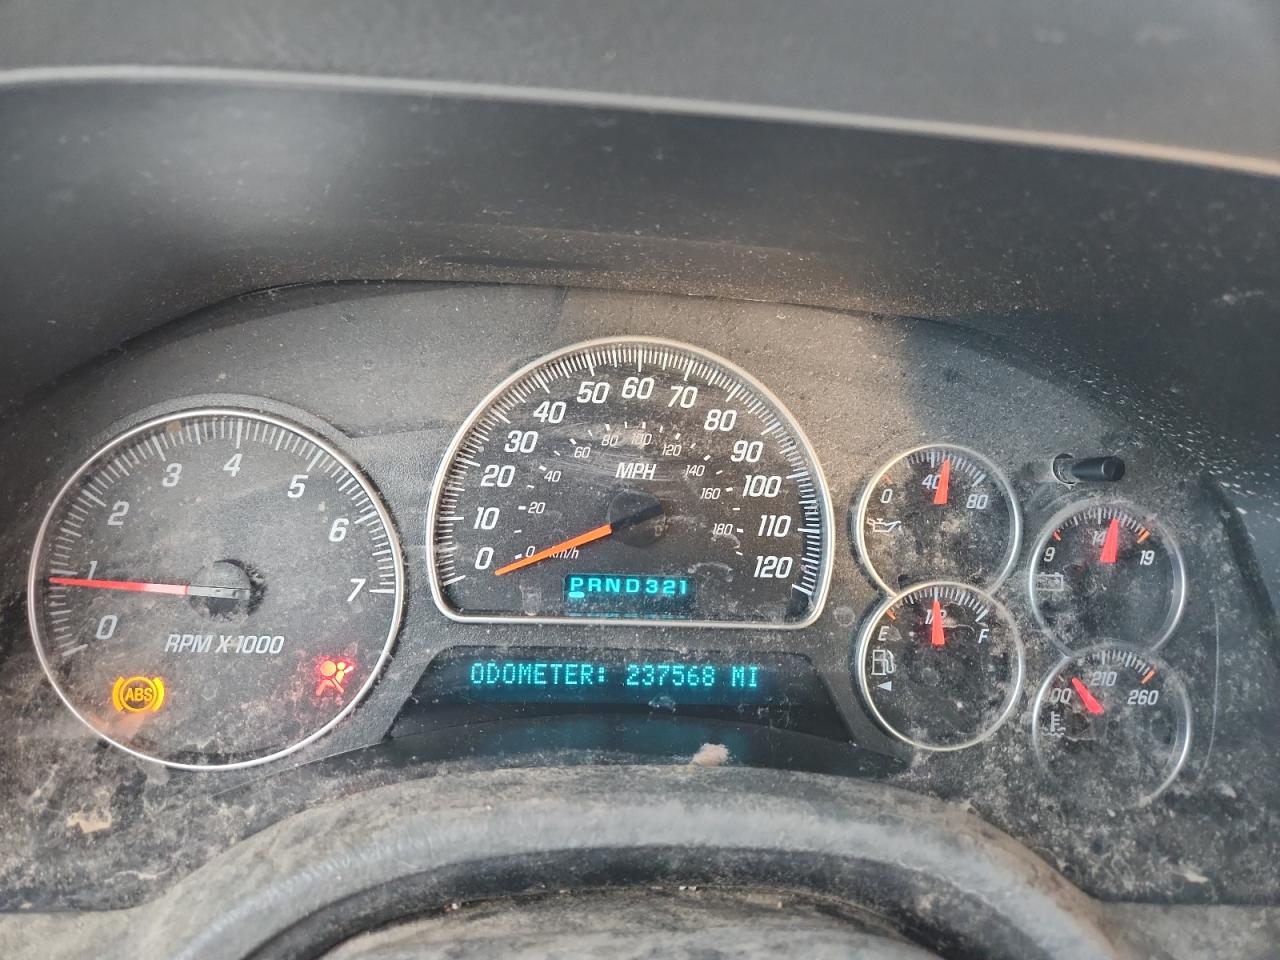 0 1 2 3 4 5 6 7
RPM X 1000
ABS
0 10 20 30 40 50 60 70 80 90 100 110 120
MPH
0 20 40 60 80 100 120 140 160 180
km/h
PRND321
ODOMETER: 237568 MI
0 40 80
9 14 19
E 1/2 F
210 260